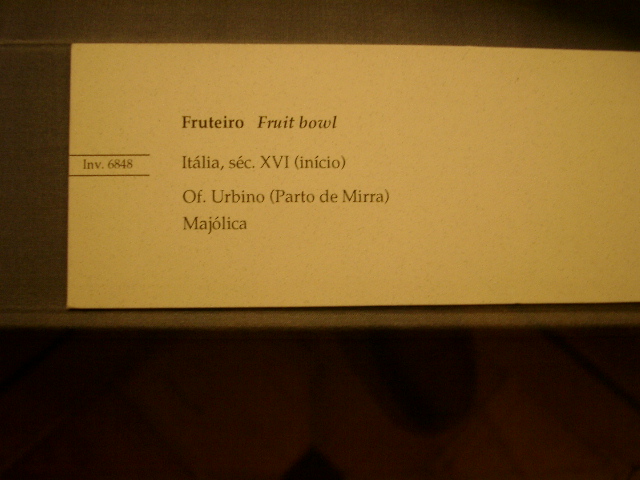 Fruteiro Fruit bowl
Inv. 6848
Itália, séc. XVI (início)
Of. Urbino (Parto de Mirra)
Majólica